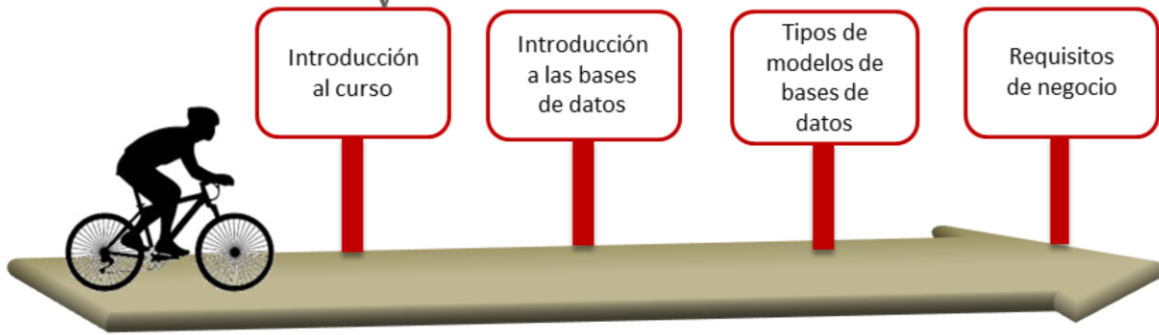 Introducción
al curso
Introducción
a las bases
de datos
Tipos de
modelos de
bases de
datos
Requisitos
de negocio